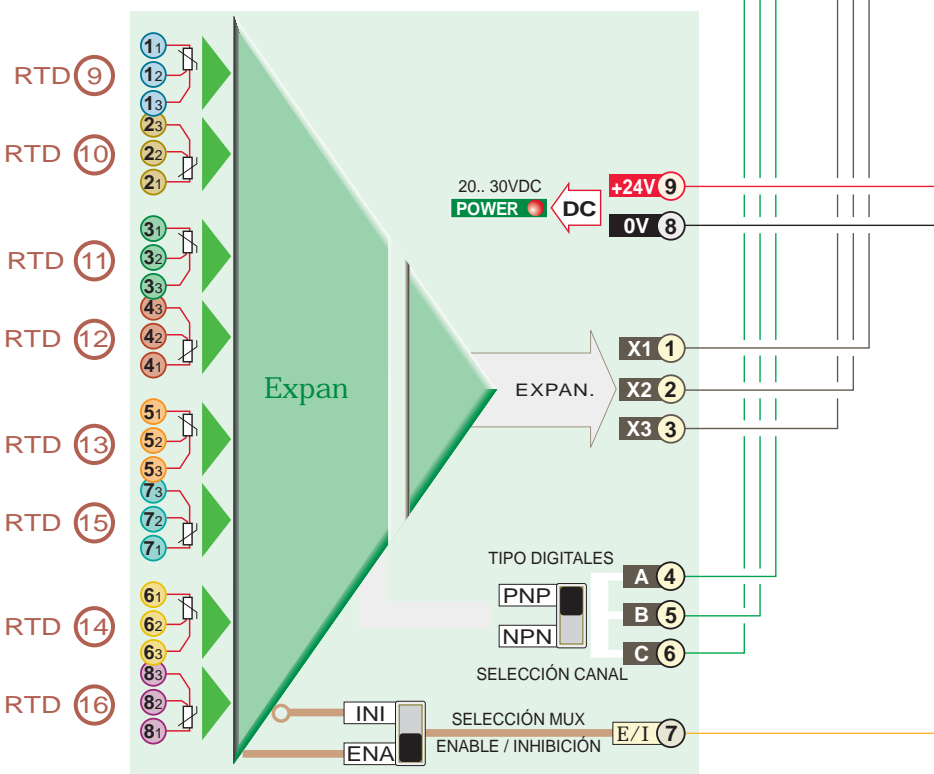 RTD 9
11
12
13
RTD 10
23
22
21
RTD 11
31
32
33
RTD 12
43
42
41
RTD 13
51
52
53
RTD 15
73
72
71
RTD 14
61
62
63
RTD 16
83
82
81
Expan
20.. 30VDC
POWER
DC
+24V 9
0V 8
EXPAN.
X1 1
X2 2
X3 3
TIPO DIGITALES
PNP
NPN
A 4
B 5
C 6
SELECCIÓN CANAL
INI
ENA
SELECCIÓN MUX
ENABLE / INHIBICIÓN
E/I 7